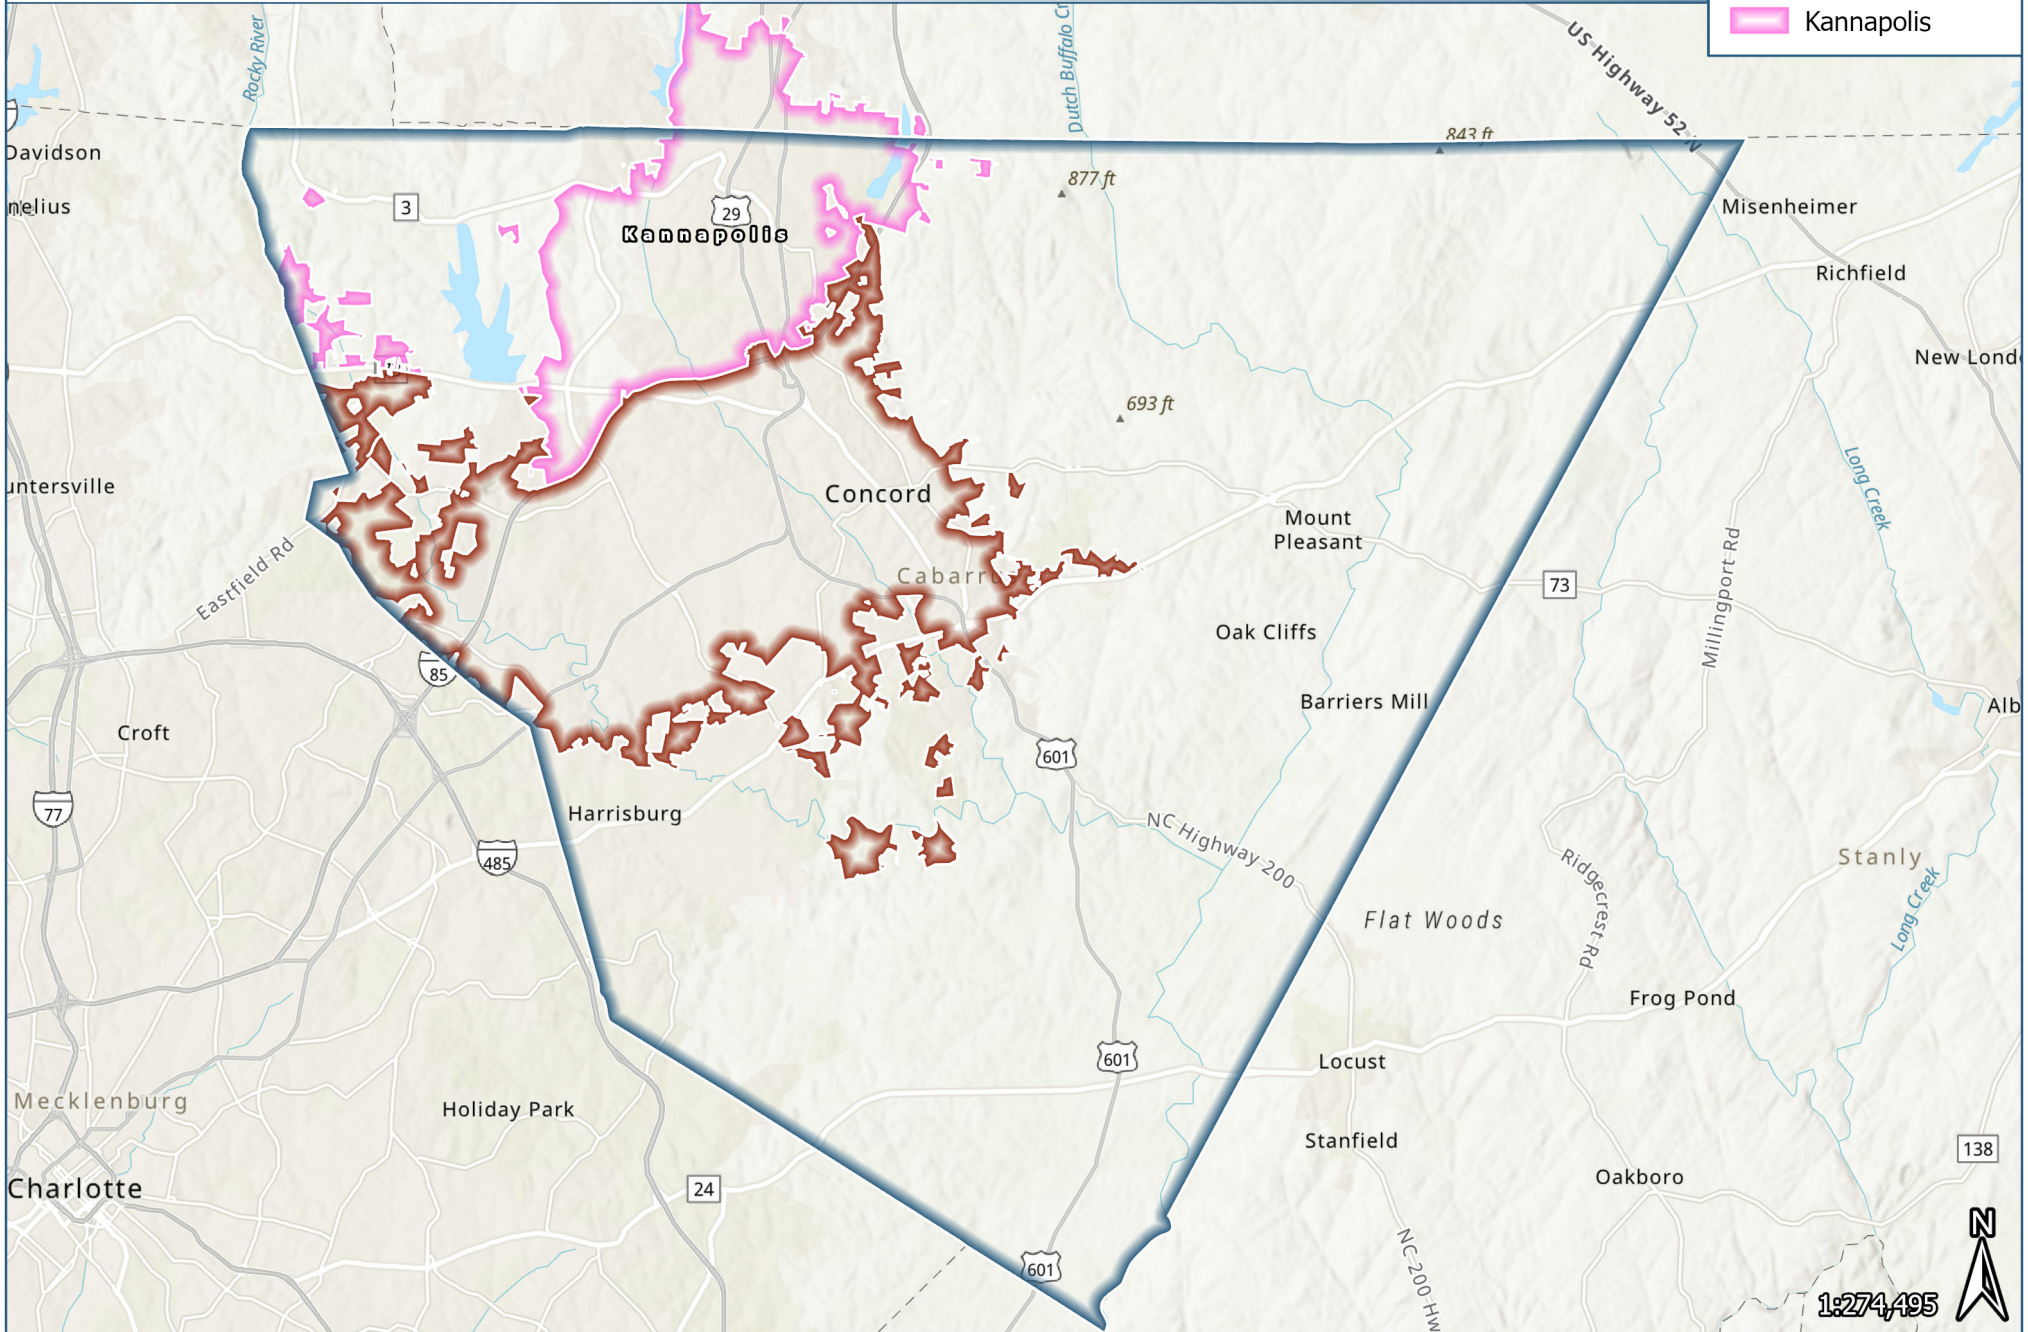 Kannapolis
US Highway 52 N
Rocky River
Dutch Buffalo Cr
843 ft
Davidson
877 ft
nelius
3
29
Misenheimer
Kannapolis
Richfield
New Lond
693 ft
Long Creek
untersville
Concord
Mount
Pleasant
Eastfield Rd
Cabarru
73
Millingport Rd
Oak Cliffs
85
Barriers Mill
Alb
Croft
601
77
Harrisburg
NC Highway 200
485
Stanly
Ridgecrest Rd
Long Creek
Flat Woods
Frog Pond
601
Locust
Mecklenburg
Holiday Park
Stanfield
138
Oakboro
Charlotte
24
N
NC 200 Hw
601
1:274,495